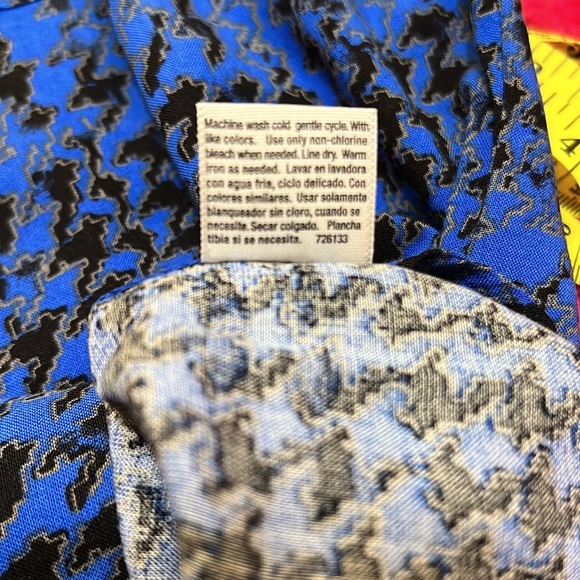 Machine wash cold gentle cycle. With
like colors. Use only non-chlorine
bleach when needed. Line dry. Warm
iron as needed. Lavar en lavadora
con agua fria, ciclo delicado. Con
colores similares. Usar solamente
blanqueador sin cloro, cuando se
necesite. Secar colgado. Plancha
tibia si se necesita. 726133
4